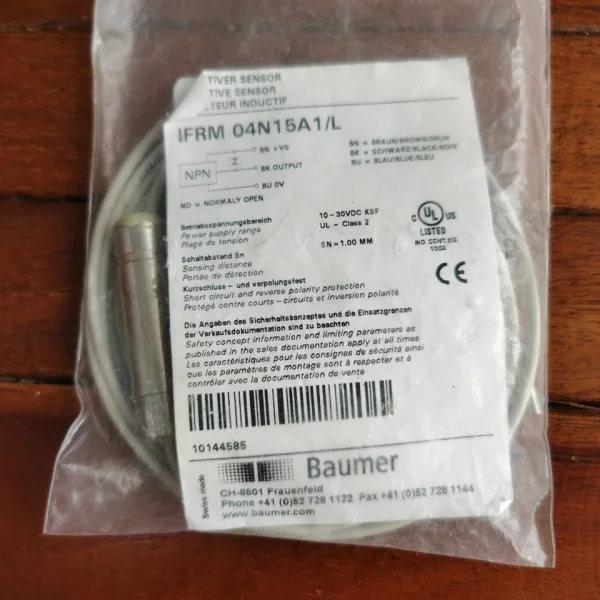 TIVER SENSOR
TIVE SENSOR
TEUR INDUCTIF
IFRM 04N15A1/L
BN +VS
Z
NPN
BK OUTPUT
BU 0V
BN = BRAUN/BROWN/BRUN
BK = SCHWARZ/BLACK/NOIR
BU = BLAU/BLUE/BLEU
NO = NORMALY OPEN
Betriebsspannungsbereich
Power supply range
Plage de tension
10-30VDC KSF
UL - Class 2
Schaltabstand Sn
Sensing distance
Portée de détection
SN = 1.00 MM
C UL US
LISTED
IND. CONT. EQ.
1002
CE
Kurzschluss - und verpolungsfest
Short circuit and reverse polarity protection
Protégé contre courts - circuits et inversion polarité
Die Angaben des Sicherheitskonzeptes und die Einsatzgrenzen
der Verkaufsdokumentation sind zu beachten
Safety concept information and limiting parameters as
published in the sales documentation apply at all times
Les caractéristiques pour les consignes de sécurité ainsi
que les paramètres de montage sont à respecter et à
contrôler avec la documentation de vente
10144585
Swiss made
Baumer
CH-8501 Frauenfeld
Phone +41 (0)52 728 1122 Fax +41 (0)52 728 1144
www.baumer.com